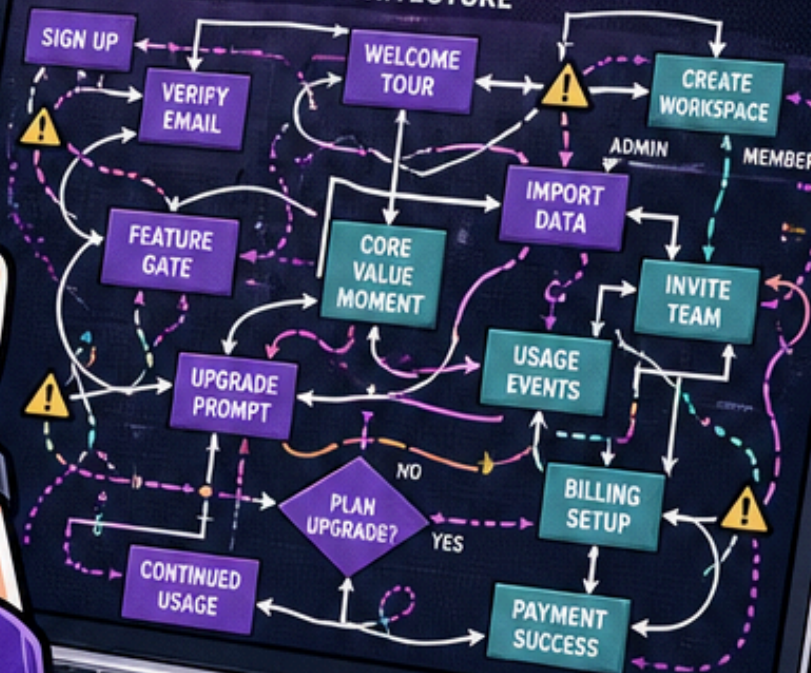 SIGN UP
WELCOME
TOUR
VERIFY
EMAIL
CREATE
WORKSPACE
ADMIN
MEMBER
IMPORT
DATA
FEATURE
GATE
CORE
VALUE
MOMENT
INVITE
TEAM
USAGE
EVENTS
UPGRADE
PROMPT
NO
PLAN
UPGRADE?
YES
BILLING
SETUP
CONTINUED
USAGE
PAYMENT
SUCCESS